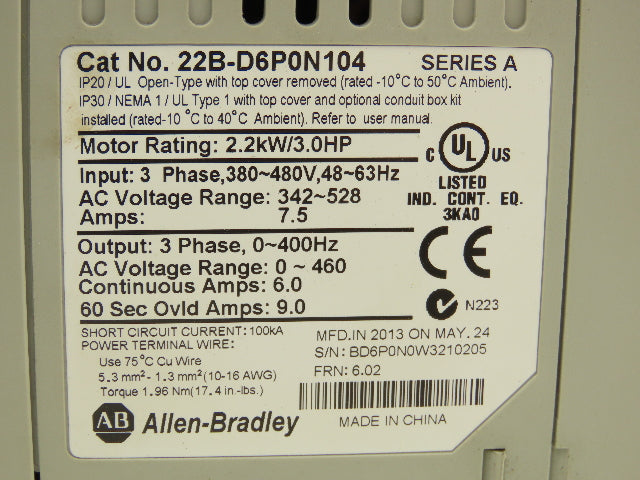 Cat No. 22B-D6P0N104 SERIES A
IP20 / UL Open-Type with top cover removed (rated -10°C to 50°C Ambient).
IP30 / NEMA 1 / UL Type 1 with top cover and optional conduit box kit
installed (rated-10 °C to 40°C Ambient). Refer to user manual.
Motor Rating: 2.2kW/3.0HP
Input: 3 Phase,380~480V,48~63Hz
AC Voltage Range: 342~528
Amps: 7.5
C UL US
LISTED
IND. CONT. EQ.
3KA0
Output: 3 Phase, 0~400Hz
AC Voltage Range: 0 ~ 460
Continuous Amps: 6.0
60 Sec Ovld Amps: 9.0
CE
N223
SHORT CIRCUIT CURRENT:100kA
POWER TERMINAL WIRE:
Use 75°C Cu Wire
5.3 mm²- 1.3 mm²(10-16 AWG)
Torque 1.96 Nm(17.4 in.-lbs.)
MFD.IN 2013 ON MAY. 24
S/N: BD6P0N0W3210205
FRN: 6.02
AB Allen-Bradley
MADE IN CHINA